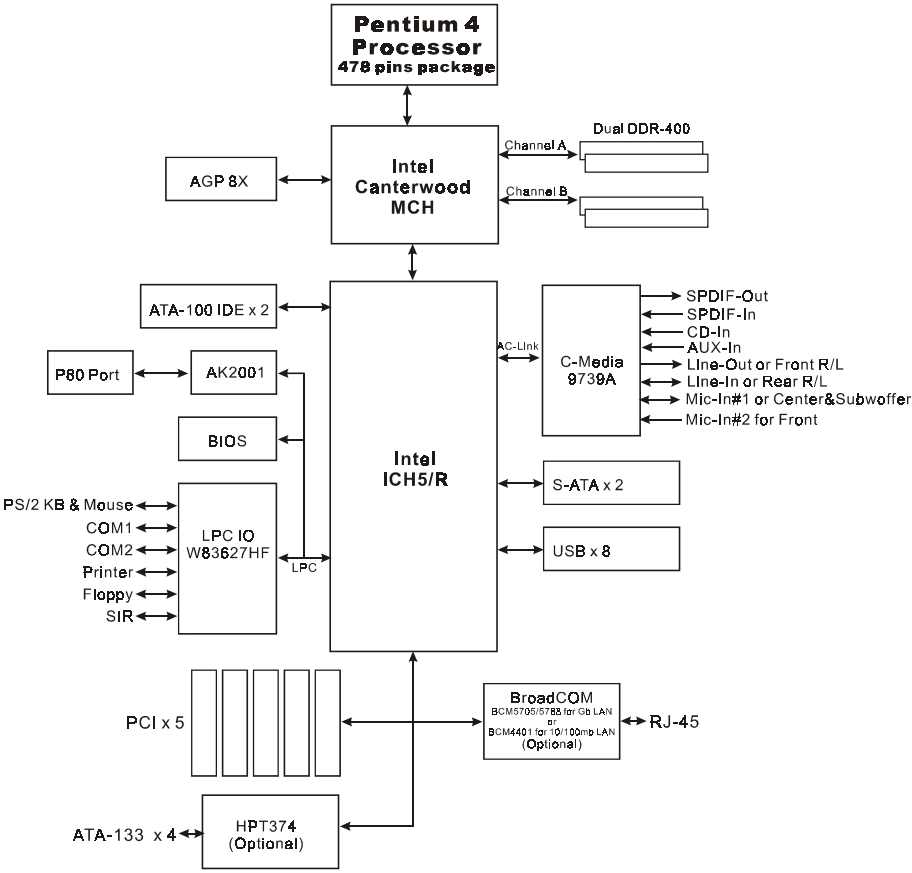 Pentium 4
Processor
478 pins package
Dual DDR-400
Channel A
Intel
Canterwood
MCH
AGP 8X
Channel B
ATA-100 IDE x 2
SPDIF-Out
SPDIF-In
CD-In
AUX-In
Line-Out or Front R/L
Line-In or Rear R/L
Mic-In#1 or Center&Subwoffer
Mic-In#2 for Front
AC-Link
C-Media
9739A
P80 Port
AK2001
BIOS
Intel
ICH5/R
S-ATA x 2
USB x 8
PS/2 KB & Mouse
COM1
COM2
Printer
Floppy
SIR
LPC IO
W83627HF
LPC
PCI x 5
BroadCOM
BCM5705/5788 for Gb LAN
or
BCM4401 for 10/100mb LAN
(Optional)
RJ-45
ATA-133 x 4
HPT374
(Optional)